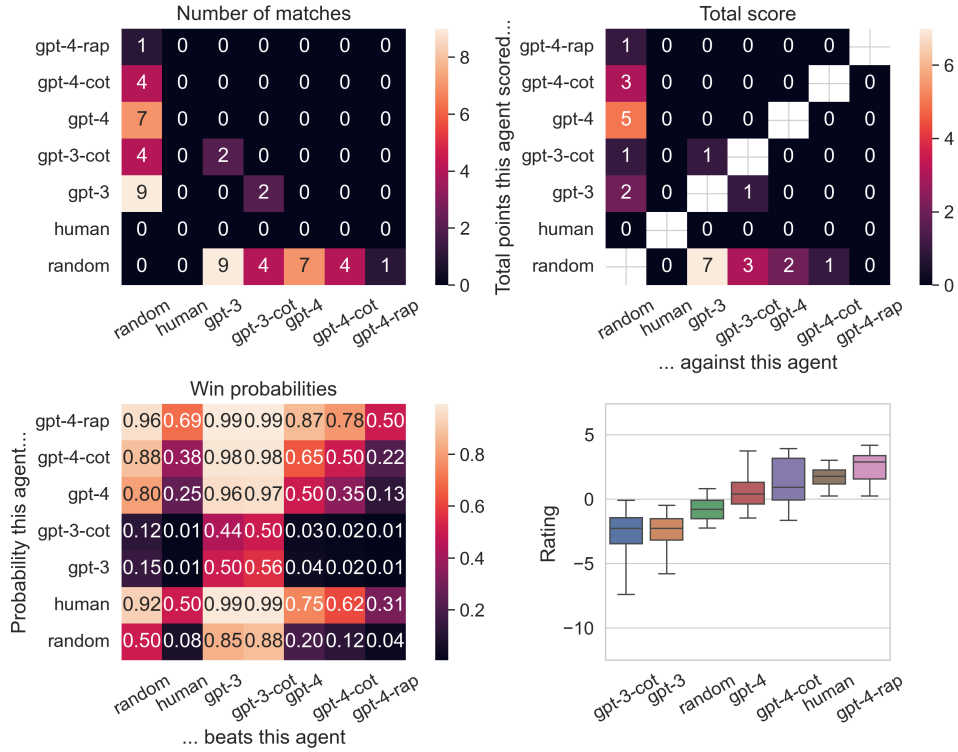 Number of matches
gpt-4-rap 1 0 0 0 0 0 0
gpt-4-cot 4 0 0 0 0 0 0
gpt-4 7 0 0 0 0 0 0
gpt-3-cot 4 0 2 0 0 0 0
gpt-3 9 0 0 2 0 0 0
human 0 0 0 0 0 0 0
random 0 0 9 4 7 4 1
random human gpt-3 gpt-3-cot gpt-4 gpt-4-cot gpt-4-rap
8
6
4
2
0
Total score
Total points this agent scored...
gpt-4-rap 1 0 0 0 0 0
gpt-4-cot 3 0 0 0 0 0
gpt-4 5 0 0 0 0 0
gpt-3-cot 1 0 1 0 0 0
gpt-3 2 0 1 0 0 0
human 0 0 0 0 0 0
random 0 7 3 2 1 0
random human gpt-3 gpt-3-cot gpt-4 gpt-4-cot gpt-4-rap
... against this agent
6
4
2
0
Win probabilities
Probability this agent...
gpt-4-rap 0.96 0.69 0.99 0.99 0.87 0.78 0.50
gpt-4-cot 0.88 0.38 0.98 0.98 0.65 0.50 0.22
gpt-4 0.80 0.25 0.96 0.97 0.50 0.35 0.13
gpt-3-cot 0.12 0.01 0.44 0.50 0.03 0.02 0.01
gpt-3 0.15 0.01 0.50 0.56 0.04 0.02 0.01
human 0.92 0.50 0.99 0.99 0.75 0.62 0.31
random 0.50 0.08 0.85 0.88 0.20 0.12 0.04
random human gpt-3 gpt-3-cot gpt-4 gpt-4-cot gpt-4-rap
... beats this agent
0.8
0.6
0.4
0.2
Rating
5
0
−5
−10
gpt-3-cot gpt-3 random gpt-4 gpt-4-cot human gpt-4-rap